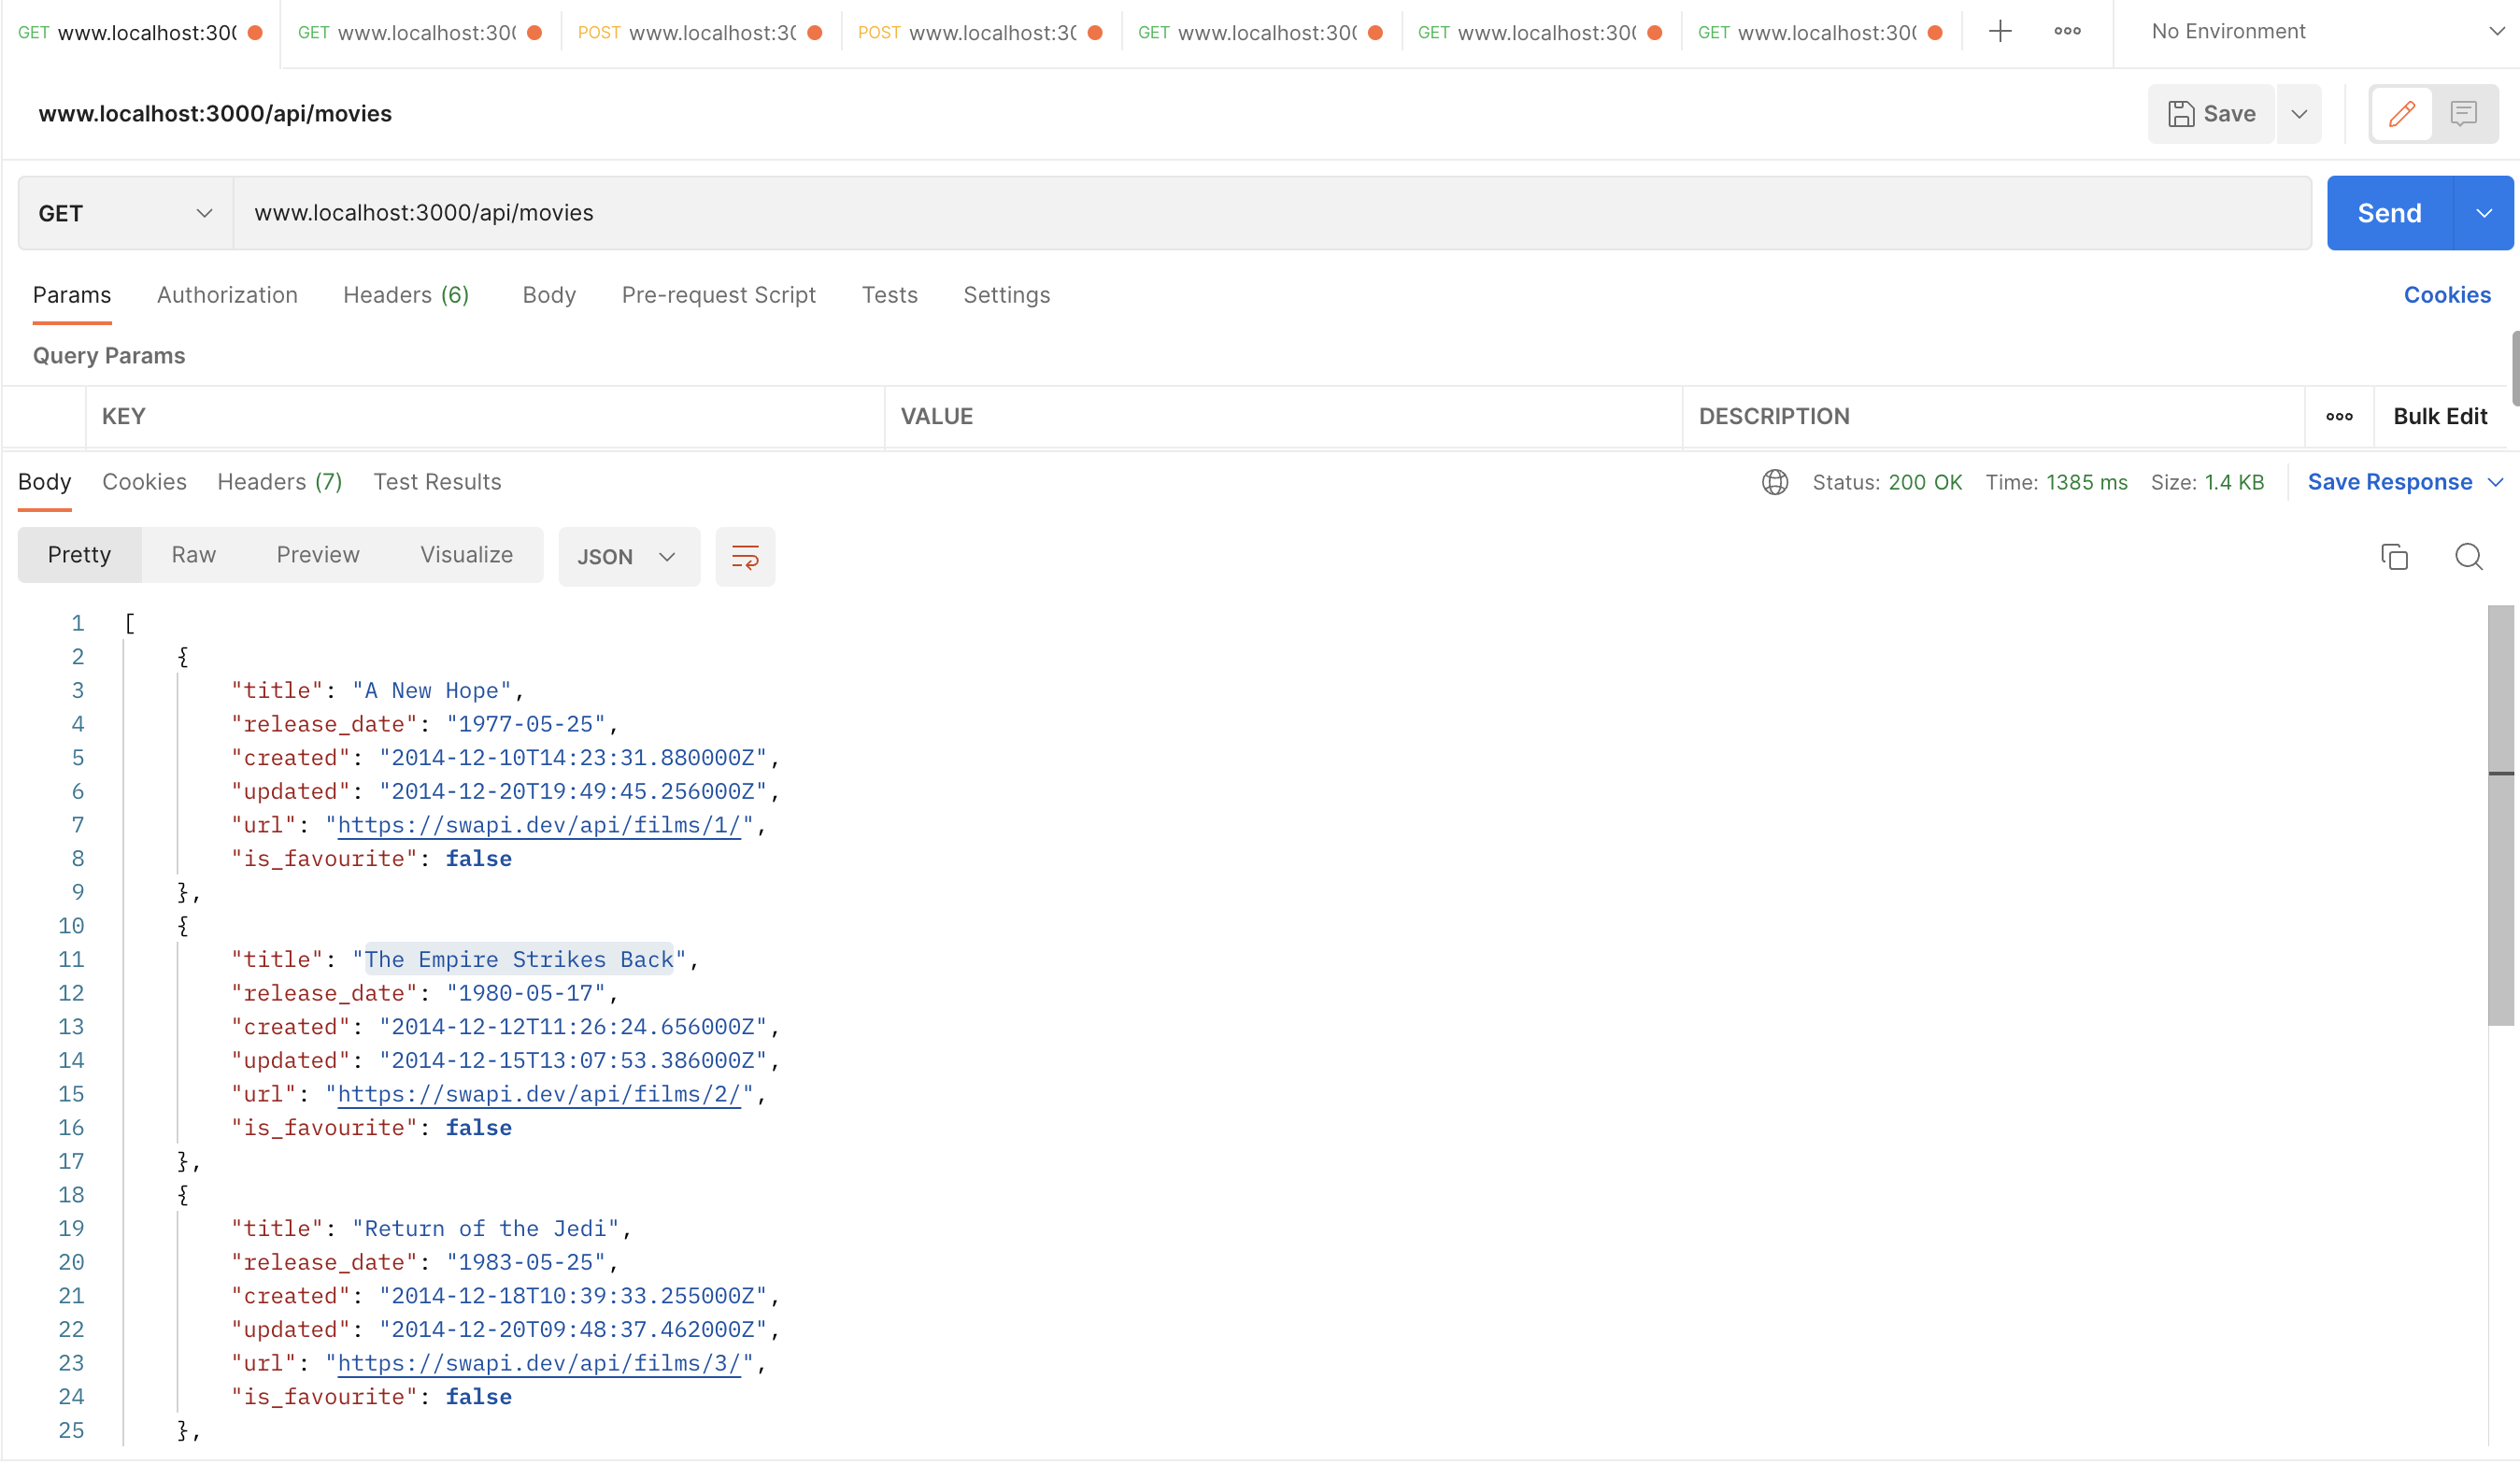 GET www.localhost:300 GET www.localhost:300 POST www.localhost:30 POST www.localhost:30 GET www.localhost:300 GET www.localhost:300 GET www.localhost:300 No Environment
www.localhost:3000/api/movies Save
GET www.localhost:3000/api/movies Send
Params Authorization Headers (6) Body Pre-request Script Tests Settings Cookies
Query Params
KEY VALUE DESCRIPTION Bulk Edit
Body Cookies Headers (7) Test Results Status: 200 OK Time: 1385 ms Size: 1.4 KB Save Response
Pretty Raw Preview Visualize JSON
1 [
2 {
3 "title": "A New Hope",
4 "release_date": "1977-05-25",
5 "created": "2014-12-10T14:23:31.880000Z",
6 "updated": "2014-12-20T19:49:45.256000Z",
7 "url": "https://swapi.dev/api/films/1/",
8 "is_favourite": false
9 },
10 {
11 "title": "The Empire Strikes Back",
12 "release_date": "1980-05-17",
13 "created": "2014-12-12T11:26:24.656000Z",
14 "updated": "2014-12-15T13:07:53.386000Z",
15 "url": "https://swapi.dev/api/films/2/",
16 "is_favourite": false
17 },
18 {
19 "title": "Return of the Jedi",
20 "release_date": "1983-05-25",
21 "created": "2014-12-18T10:39:33.255000Z",
22 "updated": "2014-12-20T09:48:37.462000Z",
23 "url": "https://swapi.dev/api/films/3/",
24 "is_favourite": false
25 },